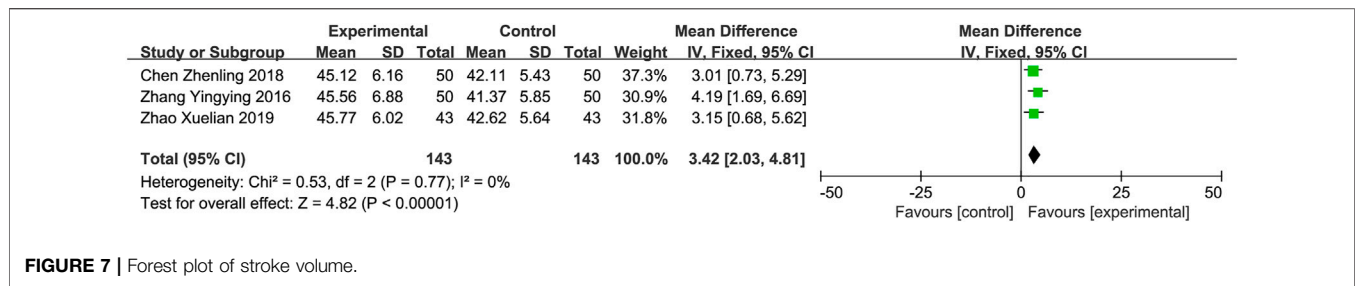 Experimental Control Mean Difference Mean Difference
Study or Subgroup Mean SD Total Mean SD Total Weight IV, Fixed, 95% CI IV, Fixed, 95% CI
Chen Zhenling 2018 45.12 6.16 50 42.11 5.43 50 37.3% 3.01 [0.73, 5.29]
Zhang Yingying 2016 45.56 6.88 50 41.37 5.85 50 30.9% 4.19 [1.69, 6.69]
Zhao Xuelian 2019 45.77 6.02 43 42.62 5.64 43 31.8% 3.15 [0.68, 5.62]
Total (95% CI) 143 143 100.0% 3.42 [2.03, 4.81]
Heterogeneity: Chi² = 0.53, df = 2 (P = 0.77); I² = 0%
Test for overall effect: Z = 4.82 (P < 0.00001)
-50 -25 0 25 50
Favours [control] Favours [experimental]
FIGURE 7 | Forest plot of stroke volume.